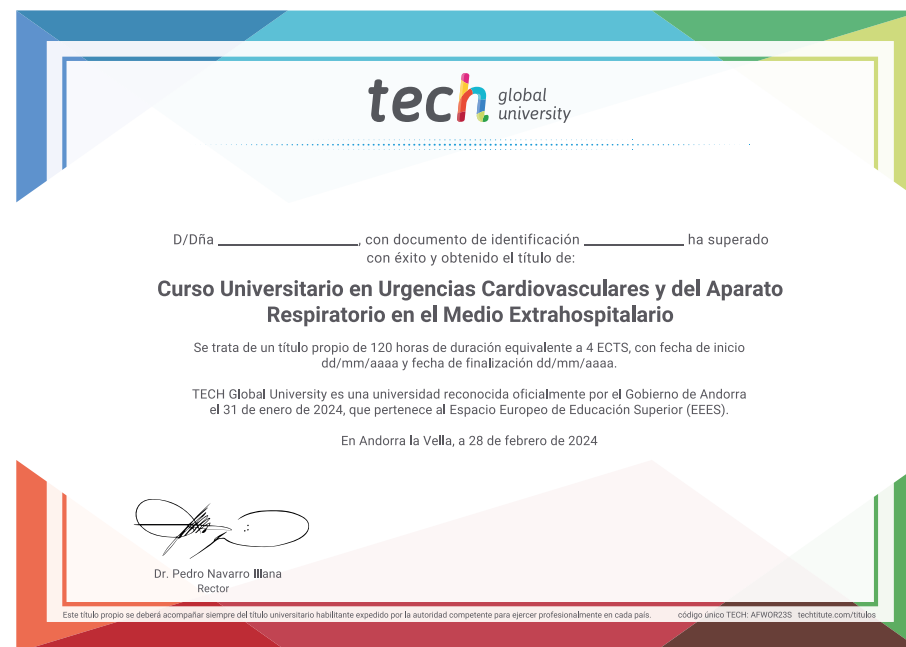 tech global university
D/Dña ____________________, con documento de identificación ______________ ha superado
con éxito y obtenido el título de:
Curso Universitario en Urgencias Cardiovasculares y del Aparato
Respiratorio en el Medio Extrahospitalario
Se trata de un título propio de 120 horas de duración equivalente a 4 ECTS, con fecha de inicio
dd/mm/aaaa y fecha de finalización dd/mm/aaaa.
TECH Global University es una universidad reconocida oficialmente por el Gobierno de Andorra
el 31 de enero de 2024, que pertenece al Espacio Europeo de Educación Superior (EEES).
En Andorra la Vella, a 28 de febrero de 2024
Dr. Pedro Navarro Illana
Rector
Este título propio se deberá acompañar siempre del título universitario habilitante expedido por la autoridad competente para ejercer profesionalmente en cada país. código único TECH: AFWOR23S techtitute.com/titulos